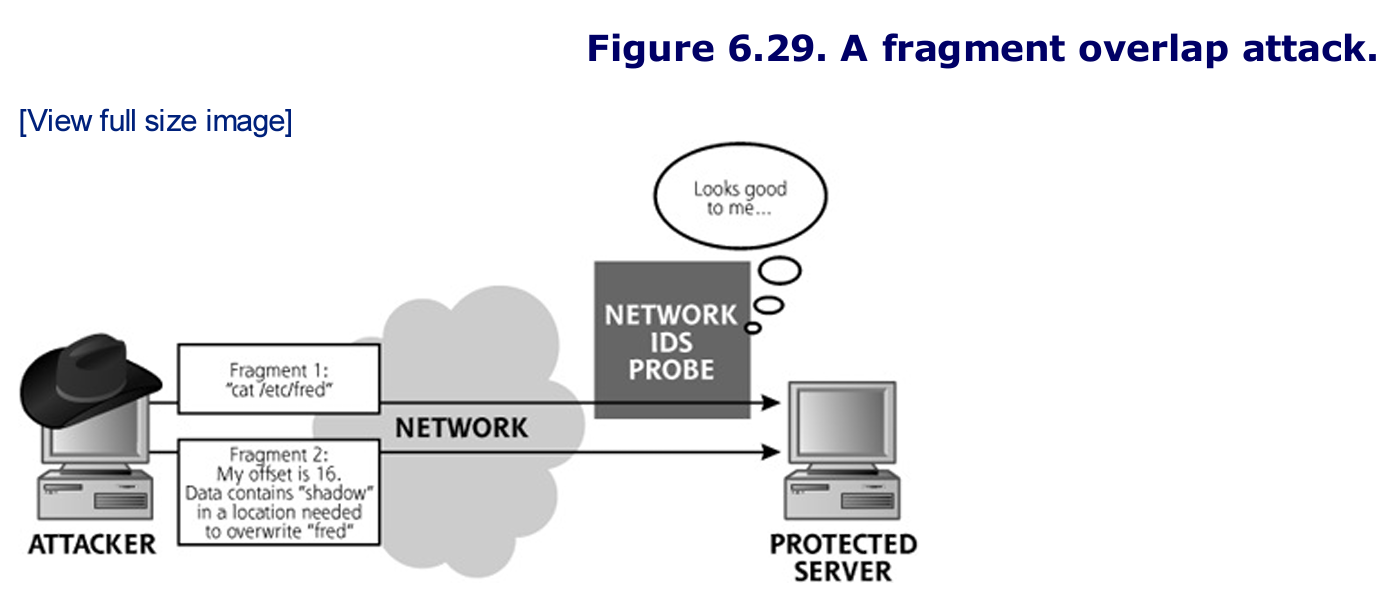 Figure 6.29. A fragment overlap attack.
[View full size image]
Looks good
to me...
NETWORK
IDS
PROBE
Fragment 1:
"cat /etc/fred"
NETWORK
Fragment 2:
My offset is 16.
Data contains "shadow"
in a location needed
to overwrite "fred"
ATTACKER
PROTECTED
SERVER